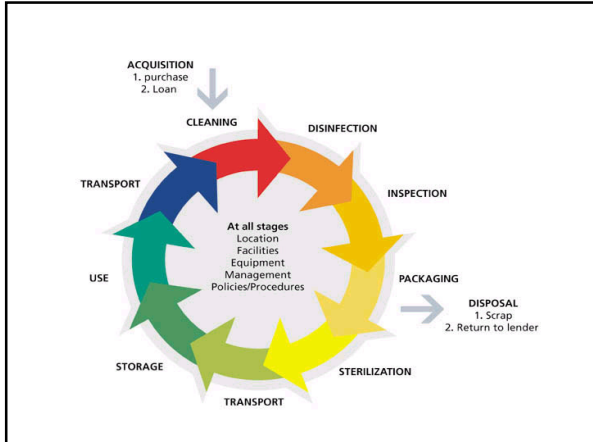 ACQUISITION
1. purchase
2. Loan
CLEANING
DISINFECTION
INSPECTION
PACKAGING
DISPOSAL
1. Scrap
2. Return to lender
STERILIZATION
TRANSPORT
STORAGE
USE
TRANSPORT
At all stages
Location
Facilities
Equipment
Management
Policies/Procedures